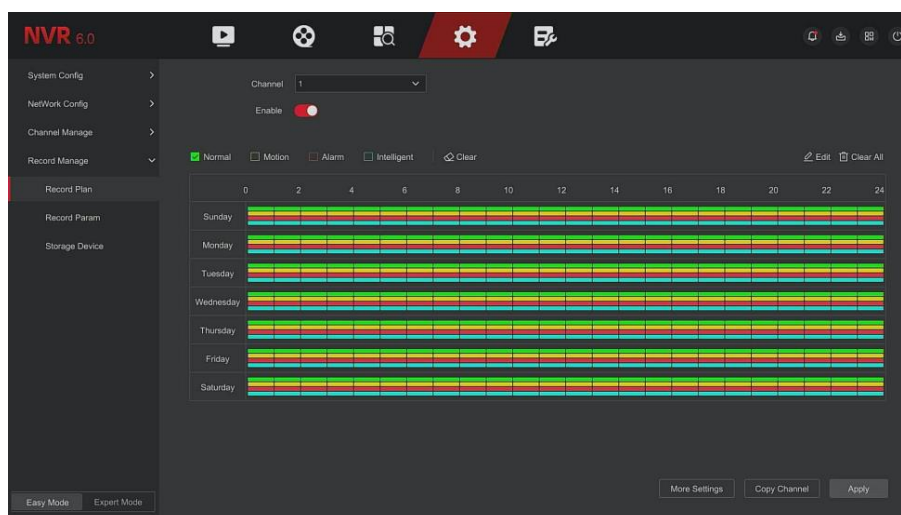 NVR 6.0
System Config
NetWork Config
Channel Manage
Record Manage
Record Plan
Record Param
Storage Device
Easy Mode Expert Mode
Channel 1
Enable
Normal Motion Alarm Intelligent Clear Edit Clear All
0 2 4 6 8 10 12 14 16 18 20 22 24
Sunday
Monday
Tuesday
Wednesday
Thursday
Friday
Saturday
More Settings Copy Channel Apply